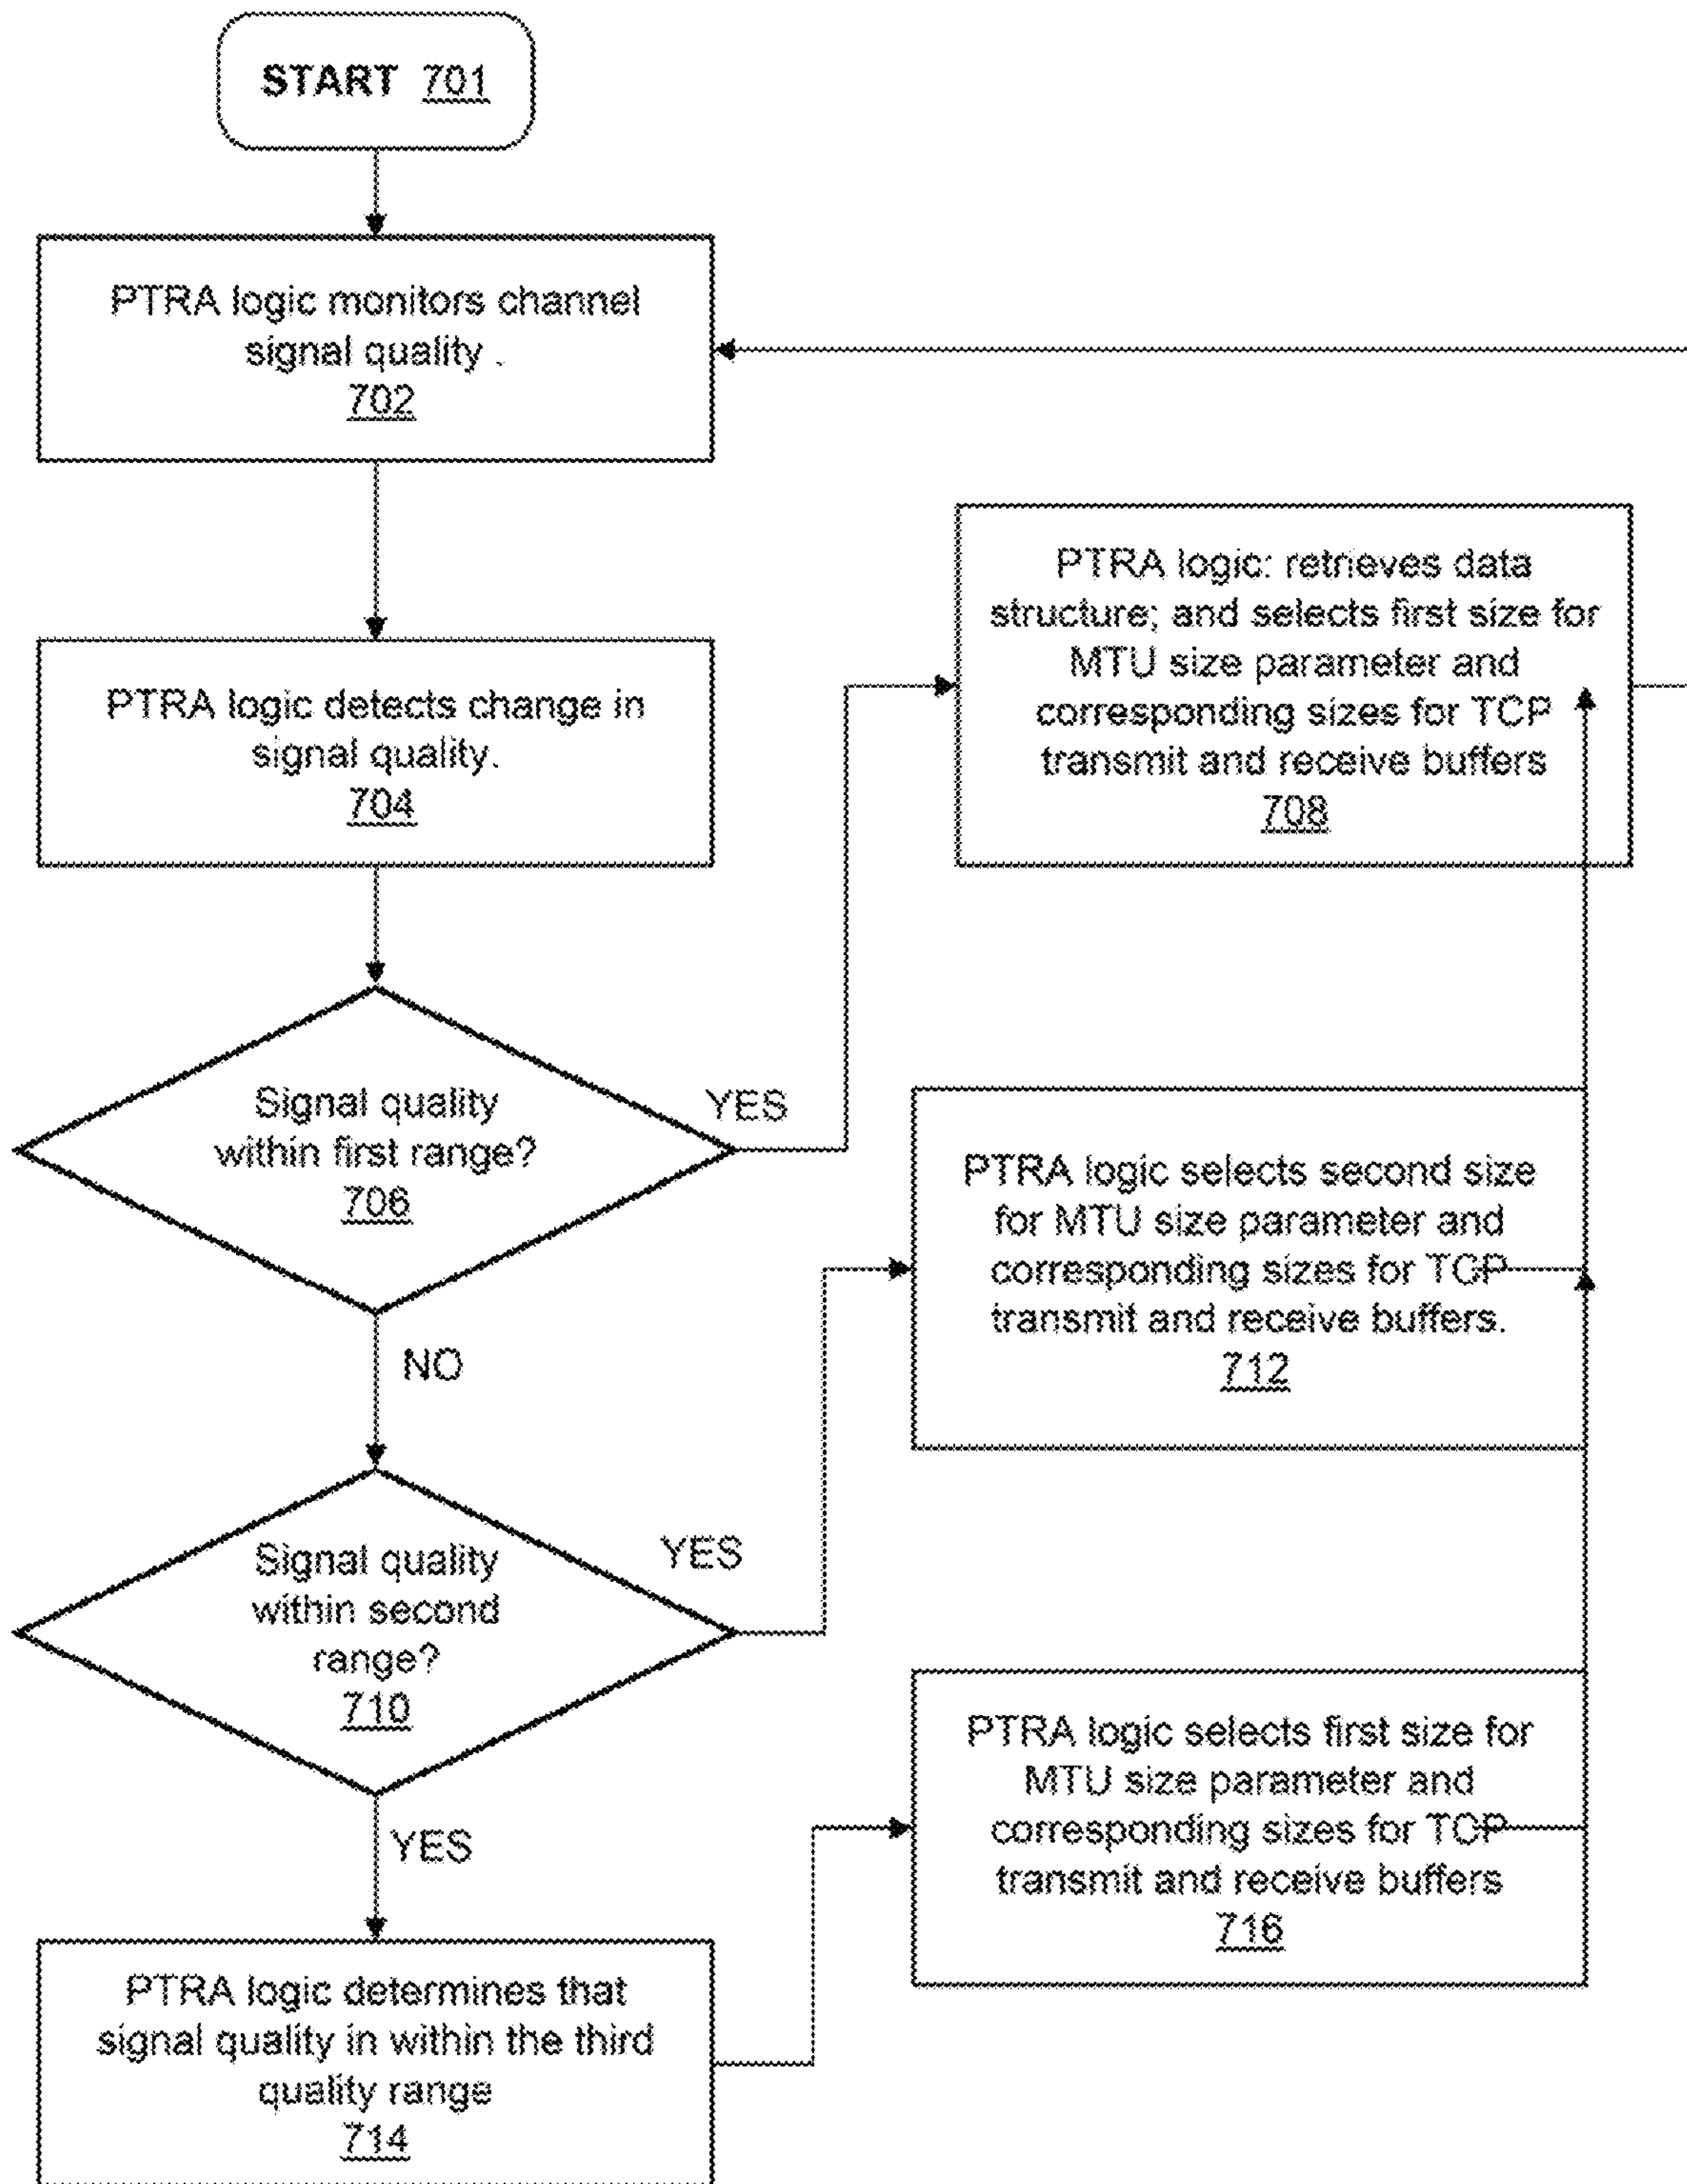 START 701
PTRA logic monitors channel
signal quality .
702
PTRA logic detects change in
signal quality.
704
Signal quality
within first range?
706
YES
PTRA logic: retrieves data
structure; and selects first size for
MTU size parameter and
corresponding sizes for TCP
transmit and receive buffers
708
NO
Signal quality
within second
range?
710
YES
PTRA logic selects second size
for MTU size parameter and
corresponding sizes for TCP
transmit and receive buffers.
712
YES
PTRA logic determines that
signal quality in within the third
quality range
714
PTRA logic selects first size for
MTU size parameter and
corresponding sizes for TCP
transmit and receive buffers
716